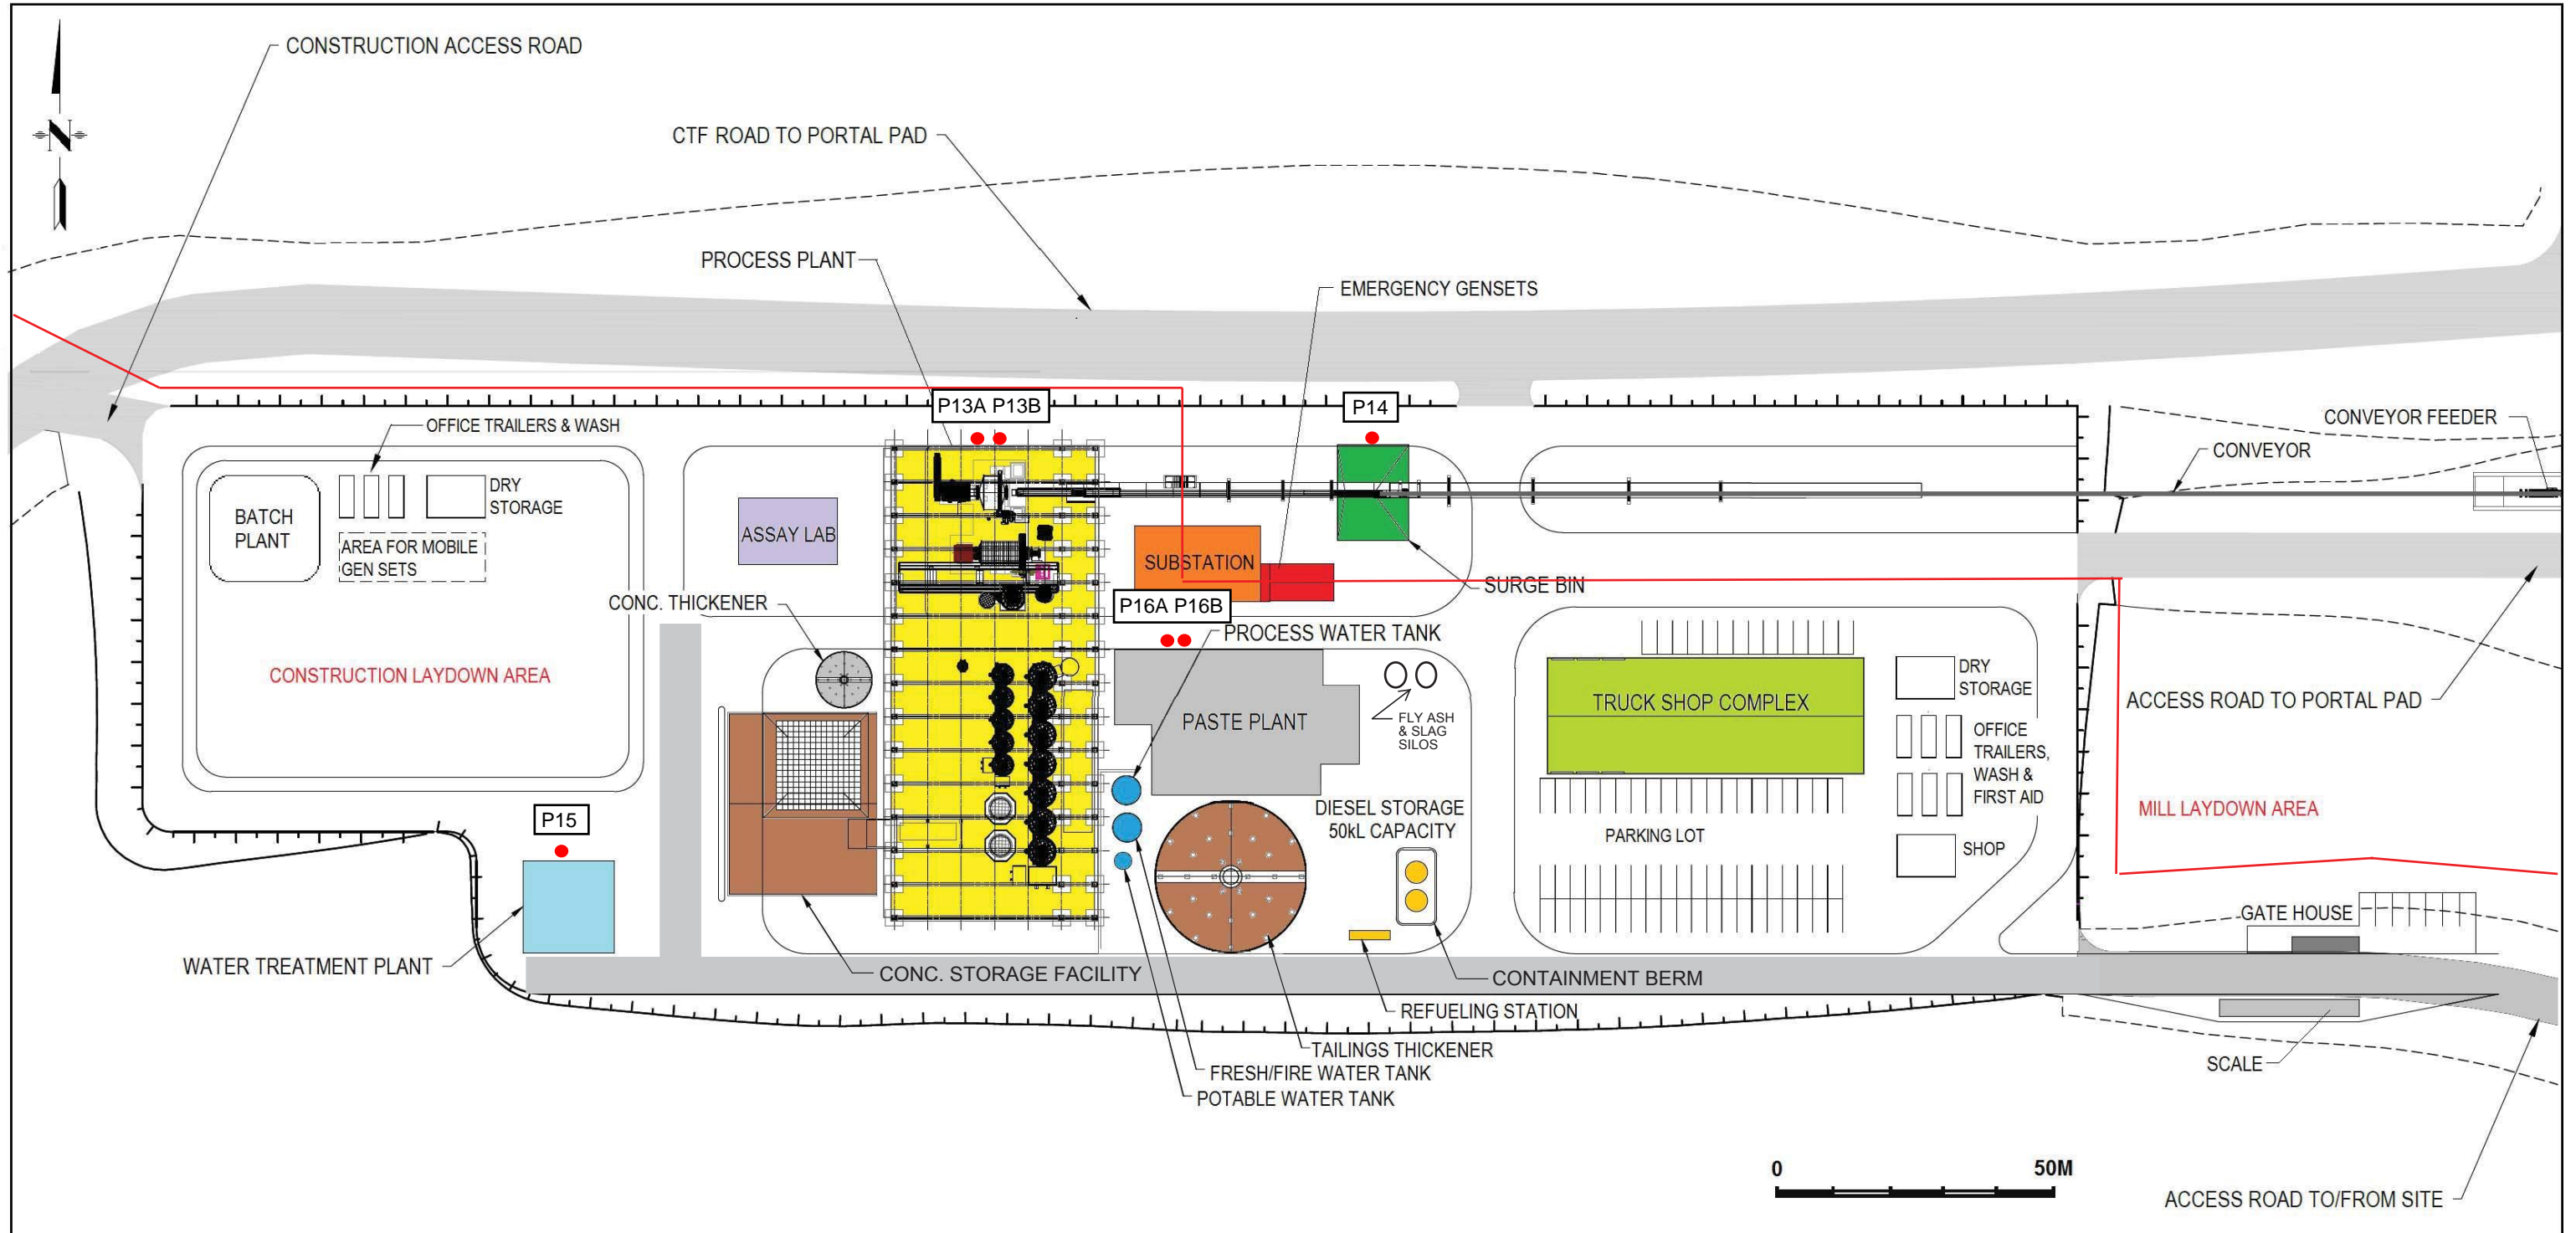 CONSTRUCTION ACCESS ROAD
N
CTF ROAD TO PORTAL PAD
PROCESS PLANT
EMERGENCY GENSETS
P13A P13B
P14
OFFICE TRAILERS & WASH
CONVEYOR FEEDER
CONVEYOR
BATCH
PLANT
DRY
STORAGE
AREA FOR MOBILE
GEN SETS
ASSAY LAB
SUBSTATION
SURGE BIN
CONC. THICKENER
P16A P16B
PROCESS WATER TANK
CONSTRUCTION LAYDOWN AREA
PASTE PLANT
FLY ASH
& SLAG
SILOS
TRUCK SHOP COMPLEX
DRY
STORAGE
OFFICE
TRAILERS,
WASH &
FIRST AID
ACCESS ROAD TO PORTAL PAD
MILL LAYDOWN AREA
P15
DIESEL STORAGE
50kL CAPACITY
PARKING LOT
SHOP
GATE HOUSE
WATER TREATMENT PLANT
CONC. STORAGE FACILITY
CONTAINMENT BERM
REFUELING STATION
TAILINGS THICKENER
FRESH/FIRE WATER TANK
POTABLE WATER TANK
SCALE
0 50M
ACCESS ROAD TO/FROM SITE